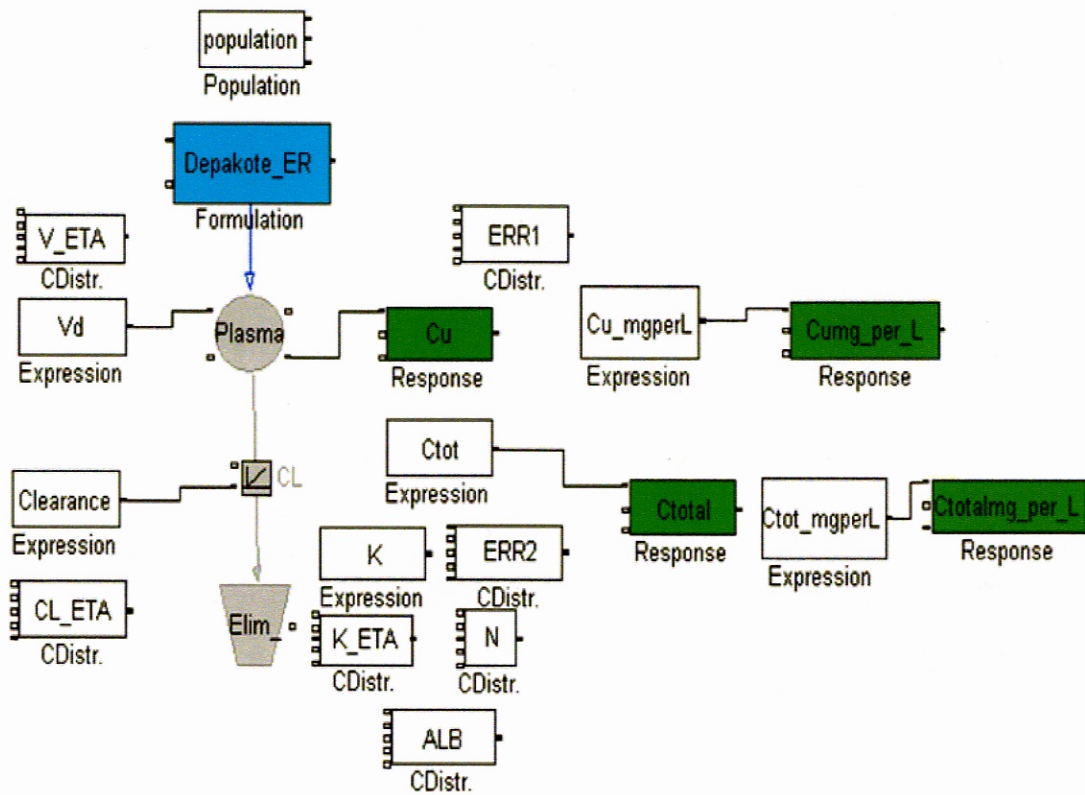 population
Population
Depakote_ER
Formulation
V_ETA
CDistr.
ERR1
CDistr.
Vd
Expression
Plasma
Cu
Response
Cu_mgperL
Expression
Cumg_per_L
Response
Clearance
Expression
CL
Ctot
Expression
Ctotal
Response
Ctot_mgperL
Expression
Ctotalmg_per_L
Response
CL_ETA
CDistr.
Elim_
K
Expression
ERR2
CDistr.
K_ETA
CDistr.
N
CDistr.
ALB
CDistr.